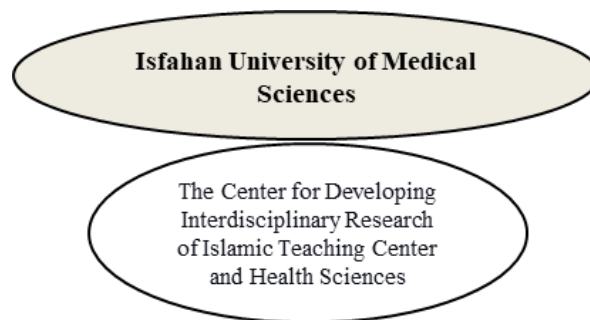 Isfahan University of Medical
Sciences
The Center for Developing
Interdisciplinary Research
of Islamic Teaching Center
and Health Sciences